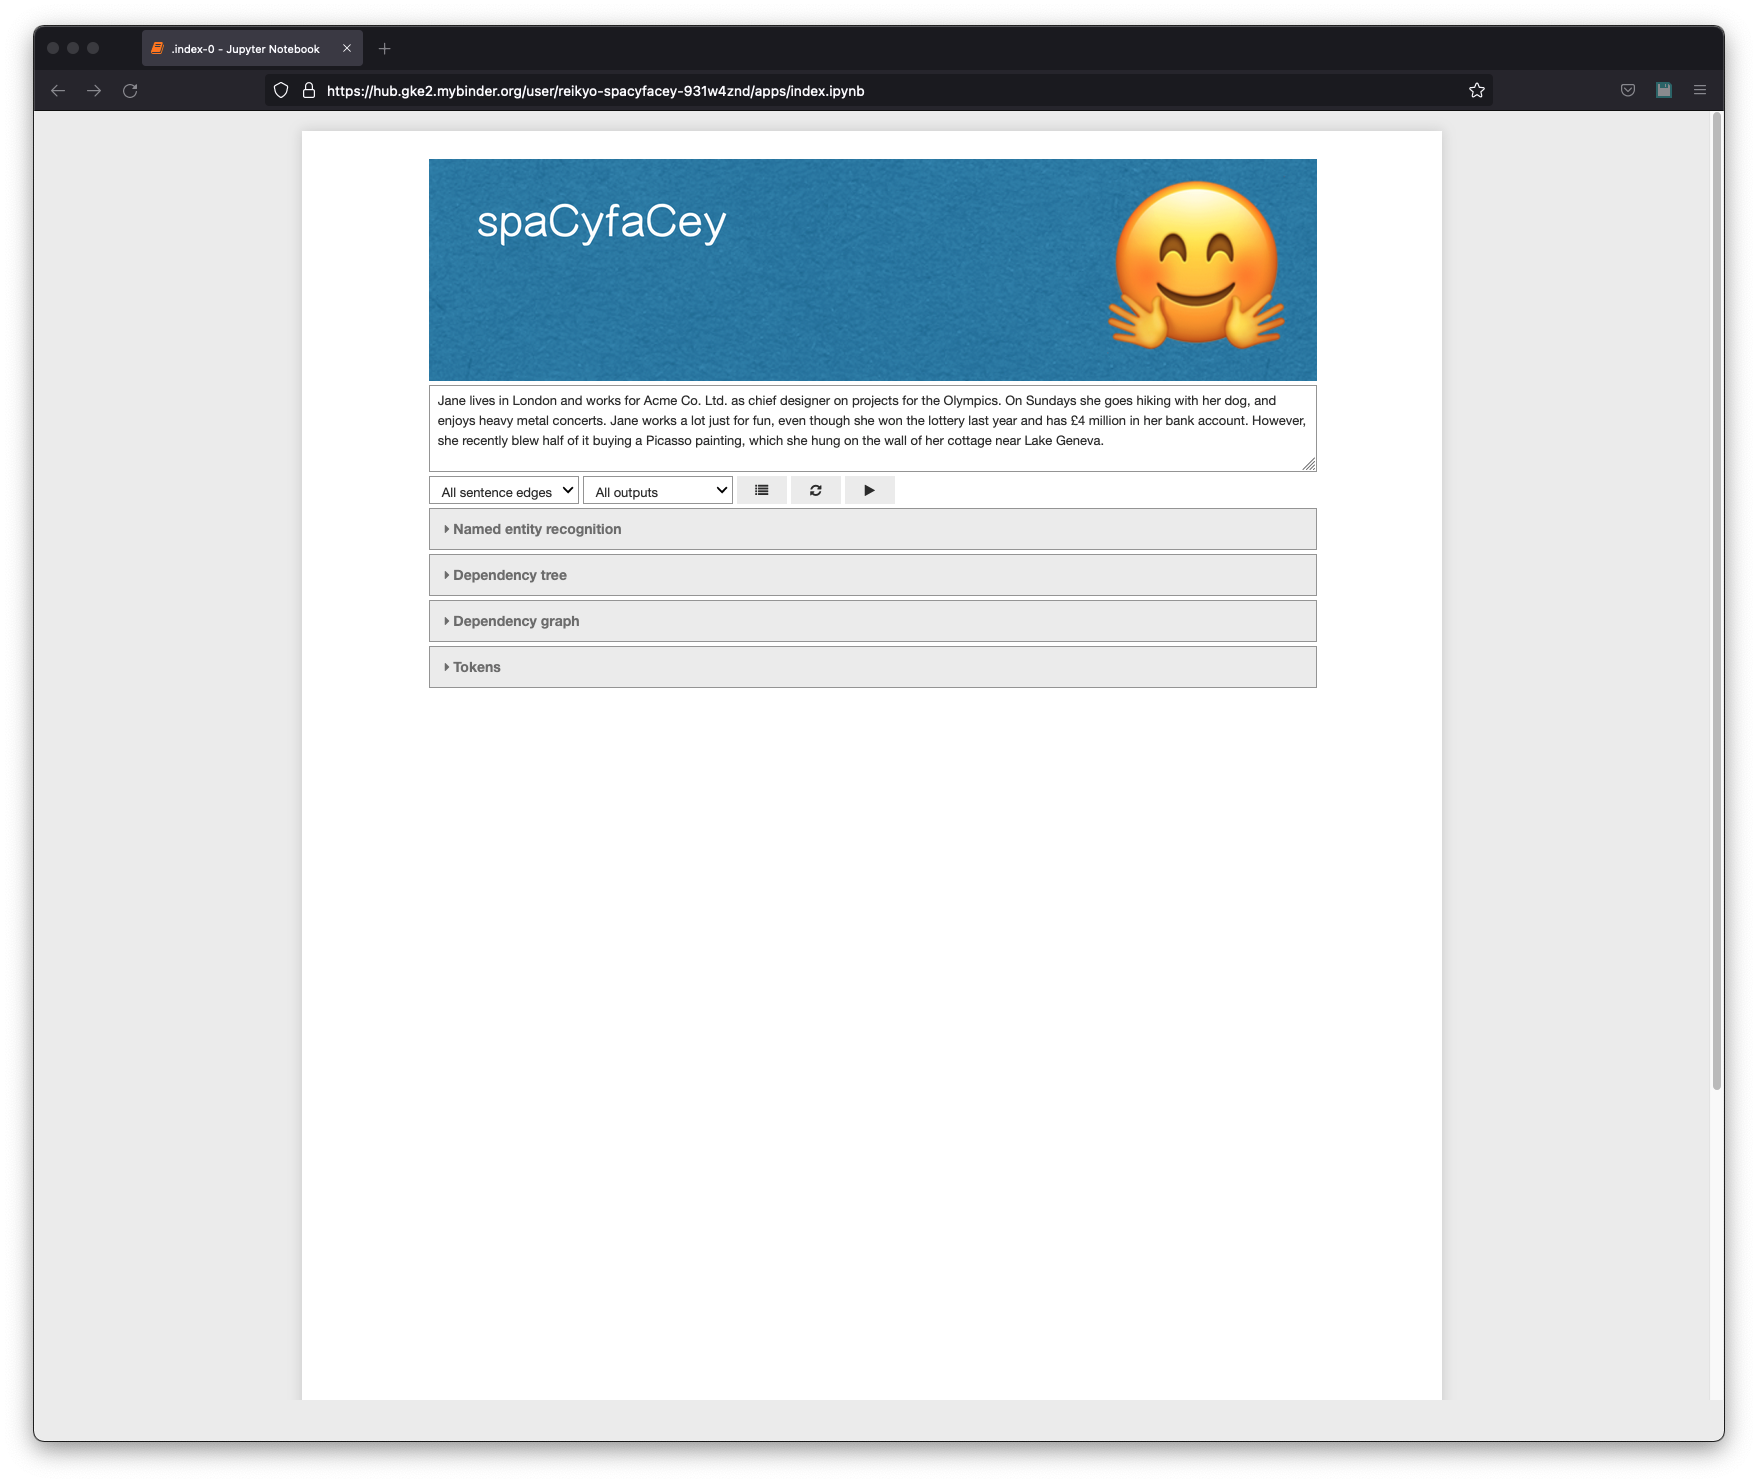 .index-0 - Jupyter Notebook
https://hub.gke2.mybinder.org/user/reikyo-spacyfacey-931w4znd/apps/index.ipynb
spaCyfaCey
Jane lives in London and works for Acme Co. Ltd. as chief designer on projects for the Olympics. On Sundays she goes hiking with her dog, and
enjoys heavy metal concerts. Jane works a lot just for fun, even though she won the lottery last year and has £4 million in her bank account. However,
she recently blew half of it buying a Picasso painting, which she hung on the wall of her cottage near Lake Geneva.
All sentence edges All outputs
Named entity recognition
Dependency tree
Dependency graph
Tokens